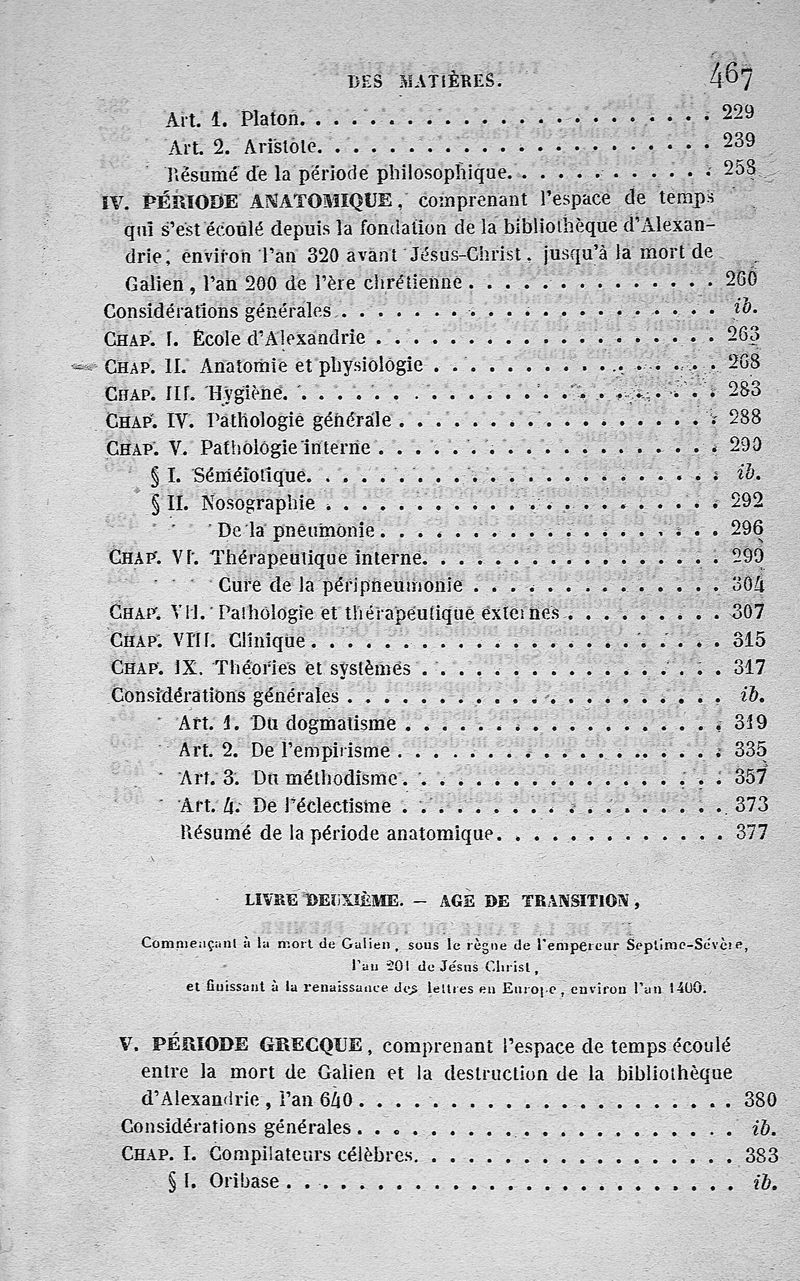 DES MATIÈRES. 467
Art. 1. Platon. . . . . . . . . . . . . . . . . . . . . . . . 229
Art. 2. Aristote. . . . . . . . . . . . . . . . . . . . . . . 239
Résumé de la période philosophique. . . . . . . . . . . . 258
IV. PÉRIODE ANATOMIQUE, comprenant l'espace de temps
qui s'est écoulé depuis la fondation de la bibliothèque d'Alexan-
drie, environ l'an 320 avant Jésus-Christ, jusqu'à la mort de
Galien, l'an 200 de l'ère chrétienne . . . . . . . . . . . . . 260
Considérations générales . . . . . . . . . . . . . . . . . . . ib.
CHAP. I. École d'Alexandrie . . . . . . . . . . . . . . . . . 263
CHAP. II. Anatomie et physiologie . . . . . . . . . . . . . . 268
CHAP. III. Hygiène. . . . . . . . . . . . . . . . . . . . . . 283
CHAP. IV. Pathologie générale . . . . . . . . . . . . . . . . 288
CHAP. V. Pathologie interne . . . . . . . . . . . . . . . . . 290
§ I. Séméiotique. . . . . . . . . . . . . . . . . . . . . . . ib.
§ II. Nosographie . . . . . . . . . . . . . . . . . . . . . . 292
De la pneumonie . . . . . . . . . . . . . . . . . . . . 296
CHAP. VI. Thérapeutique interne. . . . . . . . . . . . . . . 299
Cure de la péripneumonie . . . . . . . . . . . . . . . 304
CHAP. VII. Pathologie et thérapeutique externes . . . . . . . 307
CHAP. VIII. Clinique . . . . . . . . . . . . . . . . . . . . . 315
CHAP. IX. Théories et systèmes . . . . . . . . . . . . . . . 317
Considérations générales . . . . . . . . . . . . . . . . . . . ib.
Art. 1. Du dogmatisme . . . . . . . . . . . . . . . . . . 319
Art. 2. De l'empirisme . . . . . . . . . . . . . . . . . . 335
Art. 3. Du méthodisme. . . . . . . . . . . . . . . . . . 357
Art. 4. De l'éclectisme . . . . . . . . . . . . . . . . . . 373
Résumé de la période anatomique. . . . . . . . . . . . . 377
LIVRE DEUXIÈME. — AGE DE TRANSITION,
Commençant à la mort de Galien, sous le règne de l'empereur Septime-Sévère,
l'an 201 de Jésus Christ,
et finissant à la renaissance des lettres en Europe, environ l'an 1400.
V. PÉRIODE GRECQUE, comprenant l'espace de temps écoulé
entre la mort de Galien et la destruction de la bibliothèque
d'Alexandrie, l'an 640 . . . . . . . . . . . . . . . . . . . . 380
Considérations générales . . . . . . . . . . . . . . . . . . . ib.
CHAP. I. Compilateurs célèbres. . . . . . . . . . . . . . . . 383
§ I. Oribase . . . . . . . . . . . . . . . . . . . . . . . . . ib.